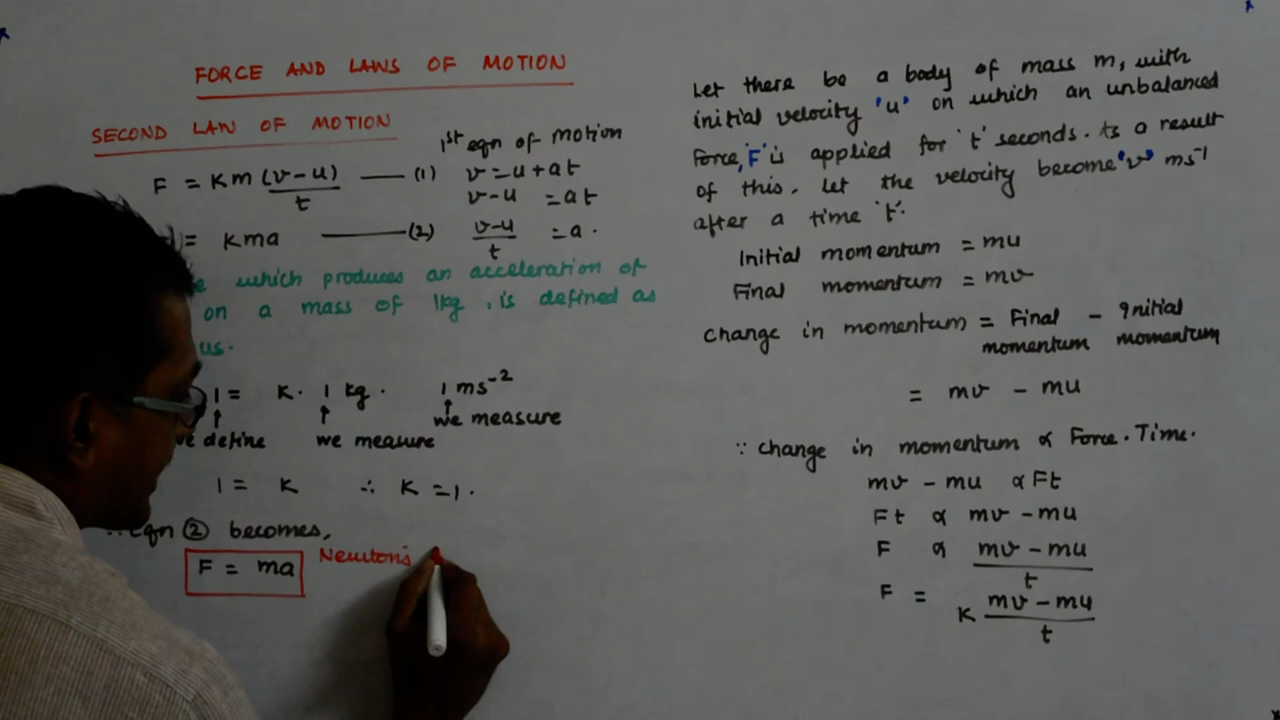 FORCE AND LAWS OF MOTION
SECOND LAW OF MOTION
1st eqn of motion
F = Km(v-u)/t —— (1) v = u + at
v-u = at
= Kma —— (2) v-u/t = a.
which produces an acceleration of
on a mass of 1kg, is defined as
us.
1 = K. 1 kg. 1 ms⁻²
we define we measure we measure
1 = K ∴ K = 1.
eqn ② becomes,
F = ma Newton's
Let there be a body of mass m, with
initial velocity 'u' on which an unbalanced
force, 'F' is applied for 't' seconds. As a result
of this, let the velocity become 'v' ms⁻¹
after a time 't'.
Initial momentum = mu
Final momentum = mv
Change in momentum = Final momentum - Initial momentum
= mv - mu
∵ change in momentum ∝ Force. Time.
mv - mu ∝ Ft
Ft ∝ mv - mu
F ∝ mv - mu/t
F = K mv - mu/t